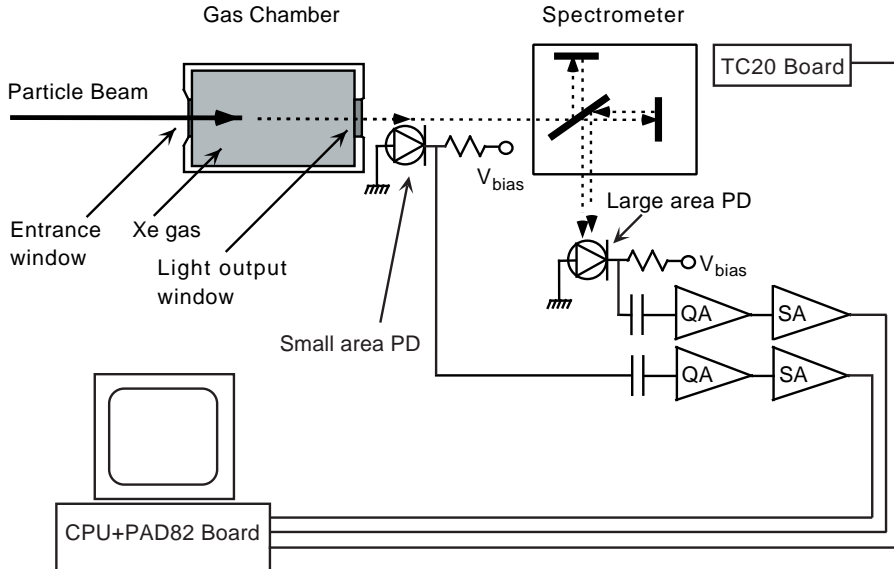 Gas Chamber
Spectrometer
TC20 Board
Particle Beam
V bias
Entrance
window
Xe gas
Light output
window
Large area PD
V bias
Small area PD
QA
SA
QA
SA
CPU+PAD82 Board